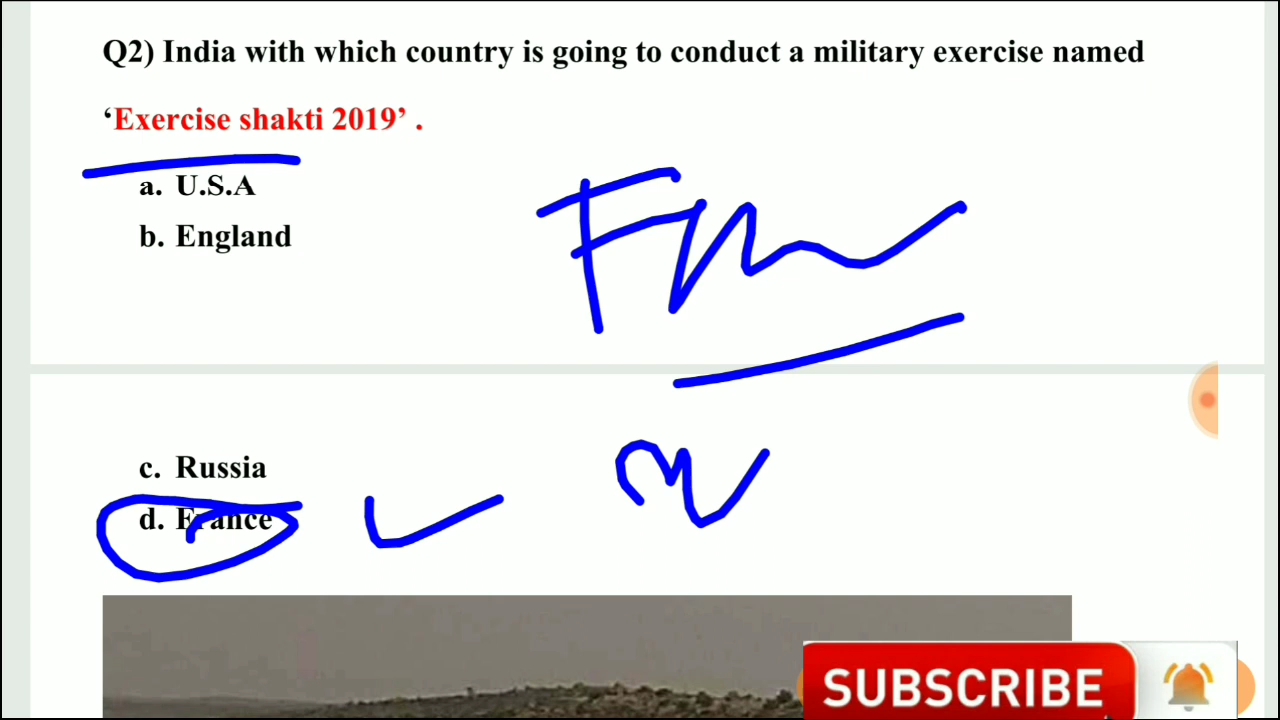 Q2) India with which country is going to conduct a military exercise named
‘Exercise shakti 2019’ .
a. U.S.A
b. England
c. Russia
d. France
SUBSCRIBE